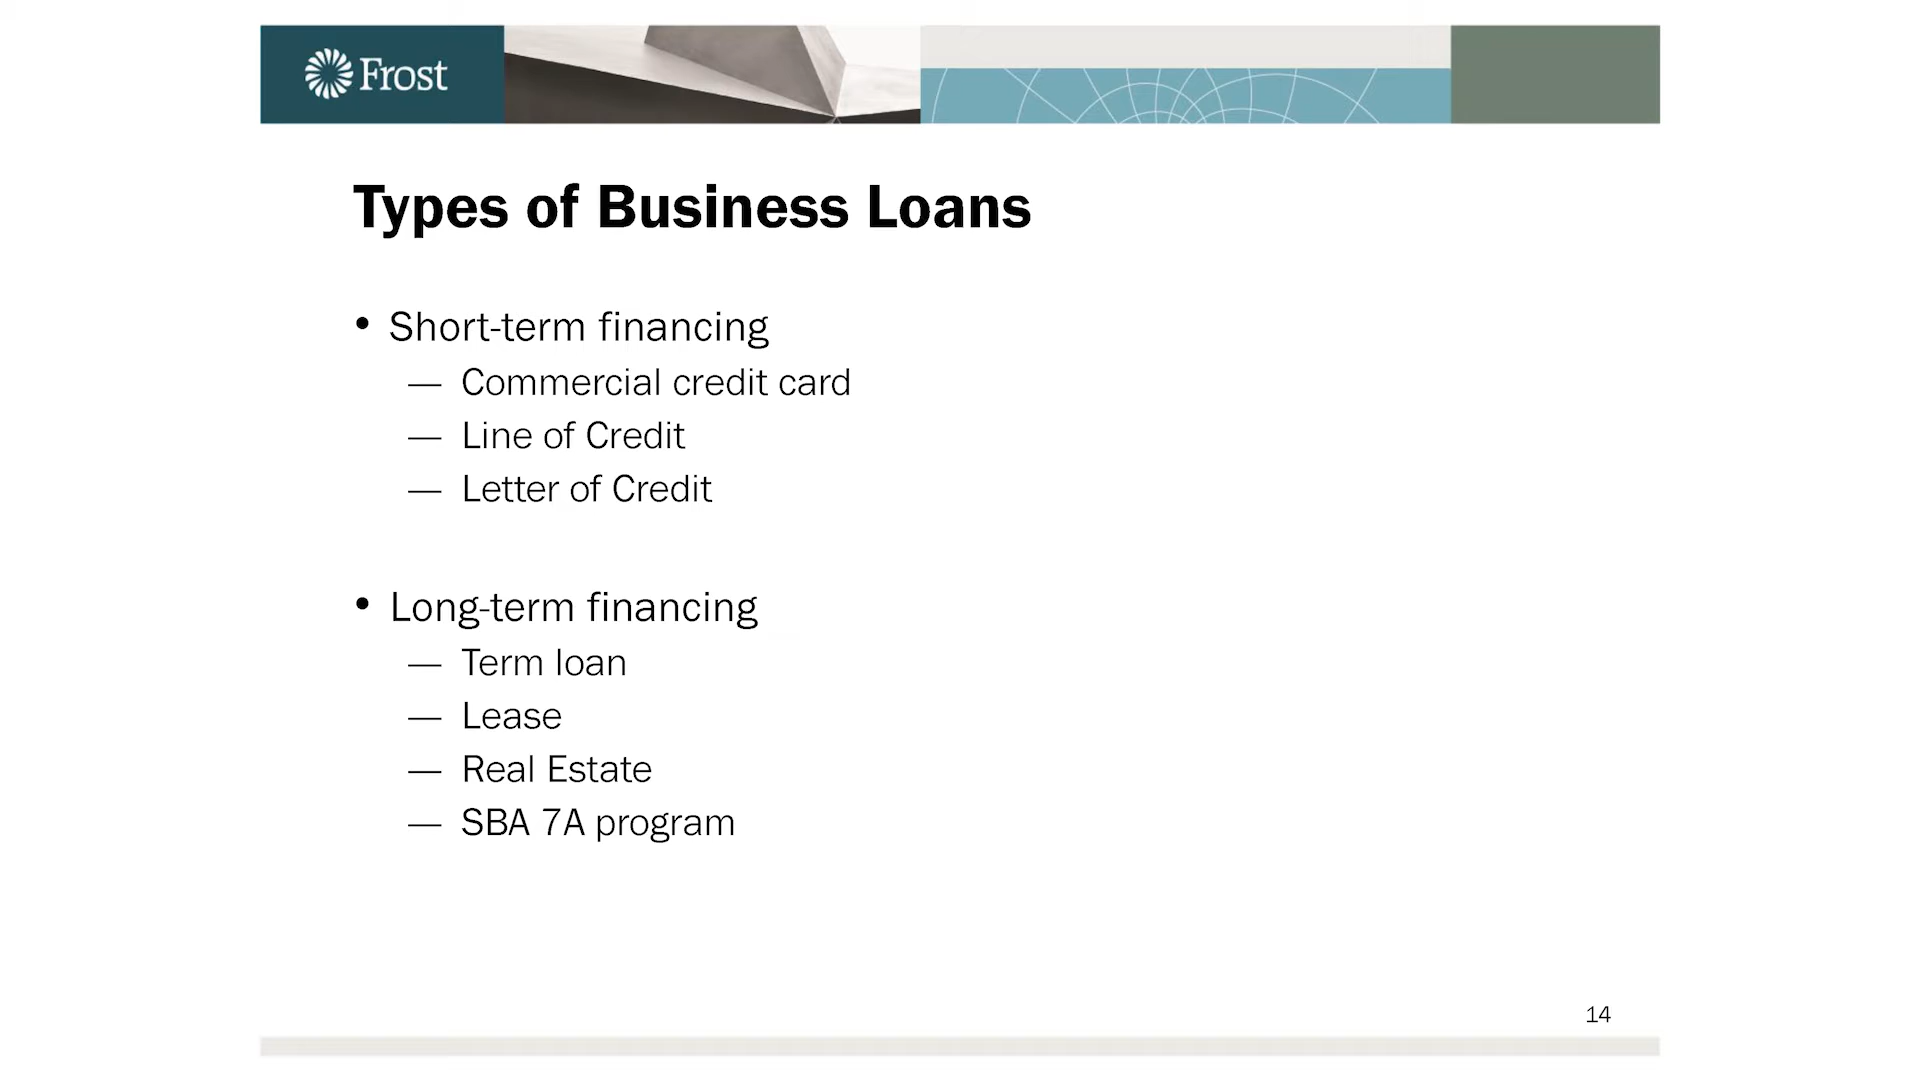 Frost
Types of Business Loans
• Short-term financing
— Commercial credit card
— Line of Credit
— Letter of Credit
• Long-term financing
— Term loan
— Lease
— Real Estate
— SBA 7A program
14